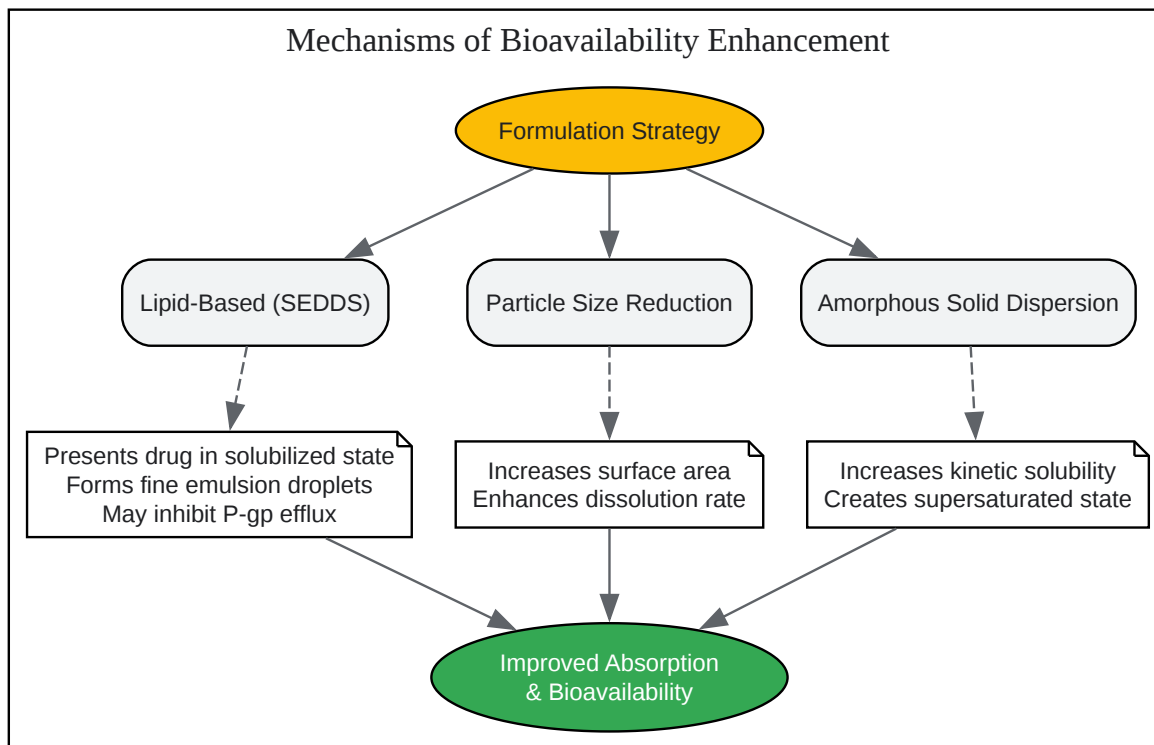 Mechanisms of Bioavailability Enhancement
Formulation Strategy
Lipid-Based (SEDDS)
Particle Size Reduction
Amorphous Solid Dispersion
Presents drug in solubilized state
Forms fine emulsion droplets
May inhibit P-gp efflux
Increases surface area
Enhances dissolution rate
Increases kinetic solubility
Creates supersaturated state
Improved Absorption
& Bioavailability